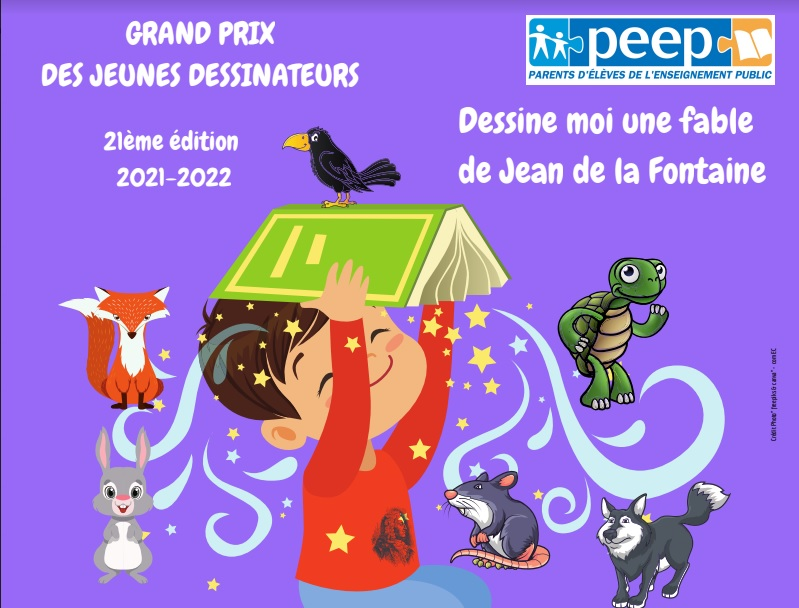 GRAND PRIX
DES JEUNES DESSINATEURS
21ème édition
2021-2022
peep
PARENTS D'ÉLÈVES DE L'ENSEIGNEMENT PUBLIC
Dessine moi une fable
de Jean de la Fontaine